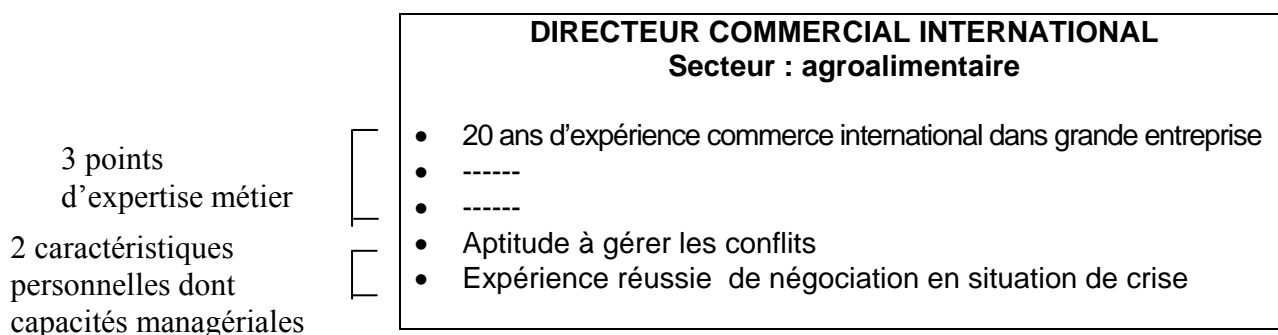 DIRECTEUR COMMERCIAL INTERNATIONAL
Secteur : agroalimentaire
3 points
d’expertise métier
• 20 ans d’expérience commerce international dans grande entreprise
• ------
• ------
2 caractéristiques
personnelles dont
capacités managériales
• Aptitude à gérer les conflits
• Expérience réussie de négociation en situation de crise